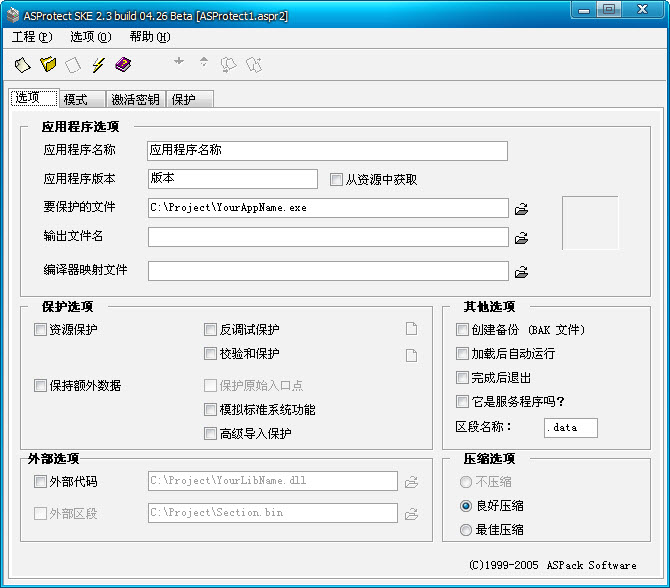 ASProtect SKE 2.3 build 04.26 Beta [ASProtect1.aspr2]
工程(P) 选项(O) 帮助(H)
选项 模式 激活密钥 保护
应用程序选项
应用程序名称 应用程序名称
应用程序版本 版本 从资源中获取
要保护的文件 C:\Project\YourAppName.exe
输出文件名
编译器映射文件
保护选项
资源保护 反调试保护
校验和保护
保持额外数据 保护原始入口点
模拟标准系统功能
高级导入保护
其他选项
创建备份 (BAK 文件)
加载后自动运行
完成后退出
它是服务程序吗?
区段名称: .data
外部选项
外部代码 C:\Project\YourLibName.dll
外部区段 C:\Project\Section.bin
压缩选项
不压缩
良好压缩
最佳压缩
(C)1999-2005 ASPack Software